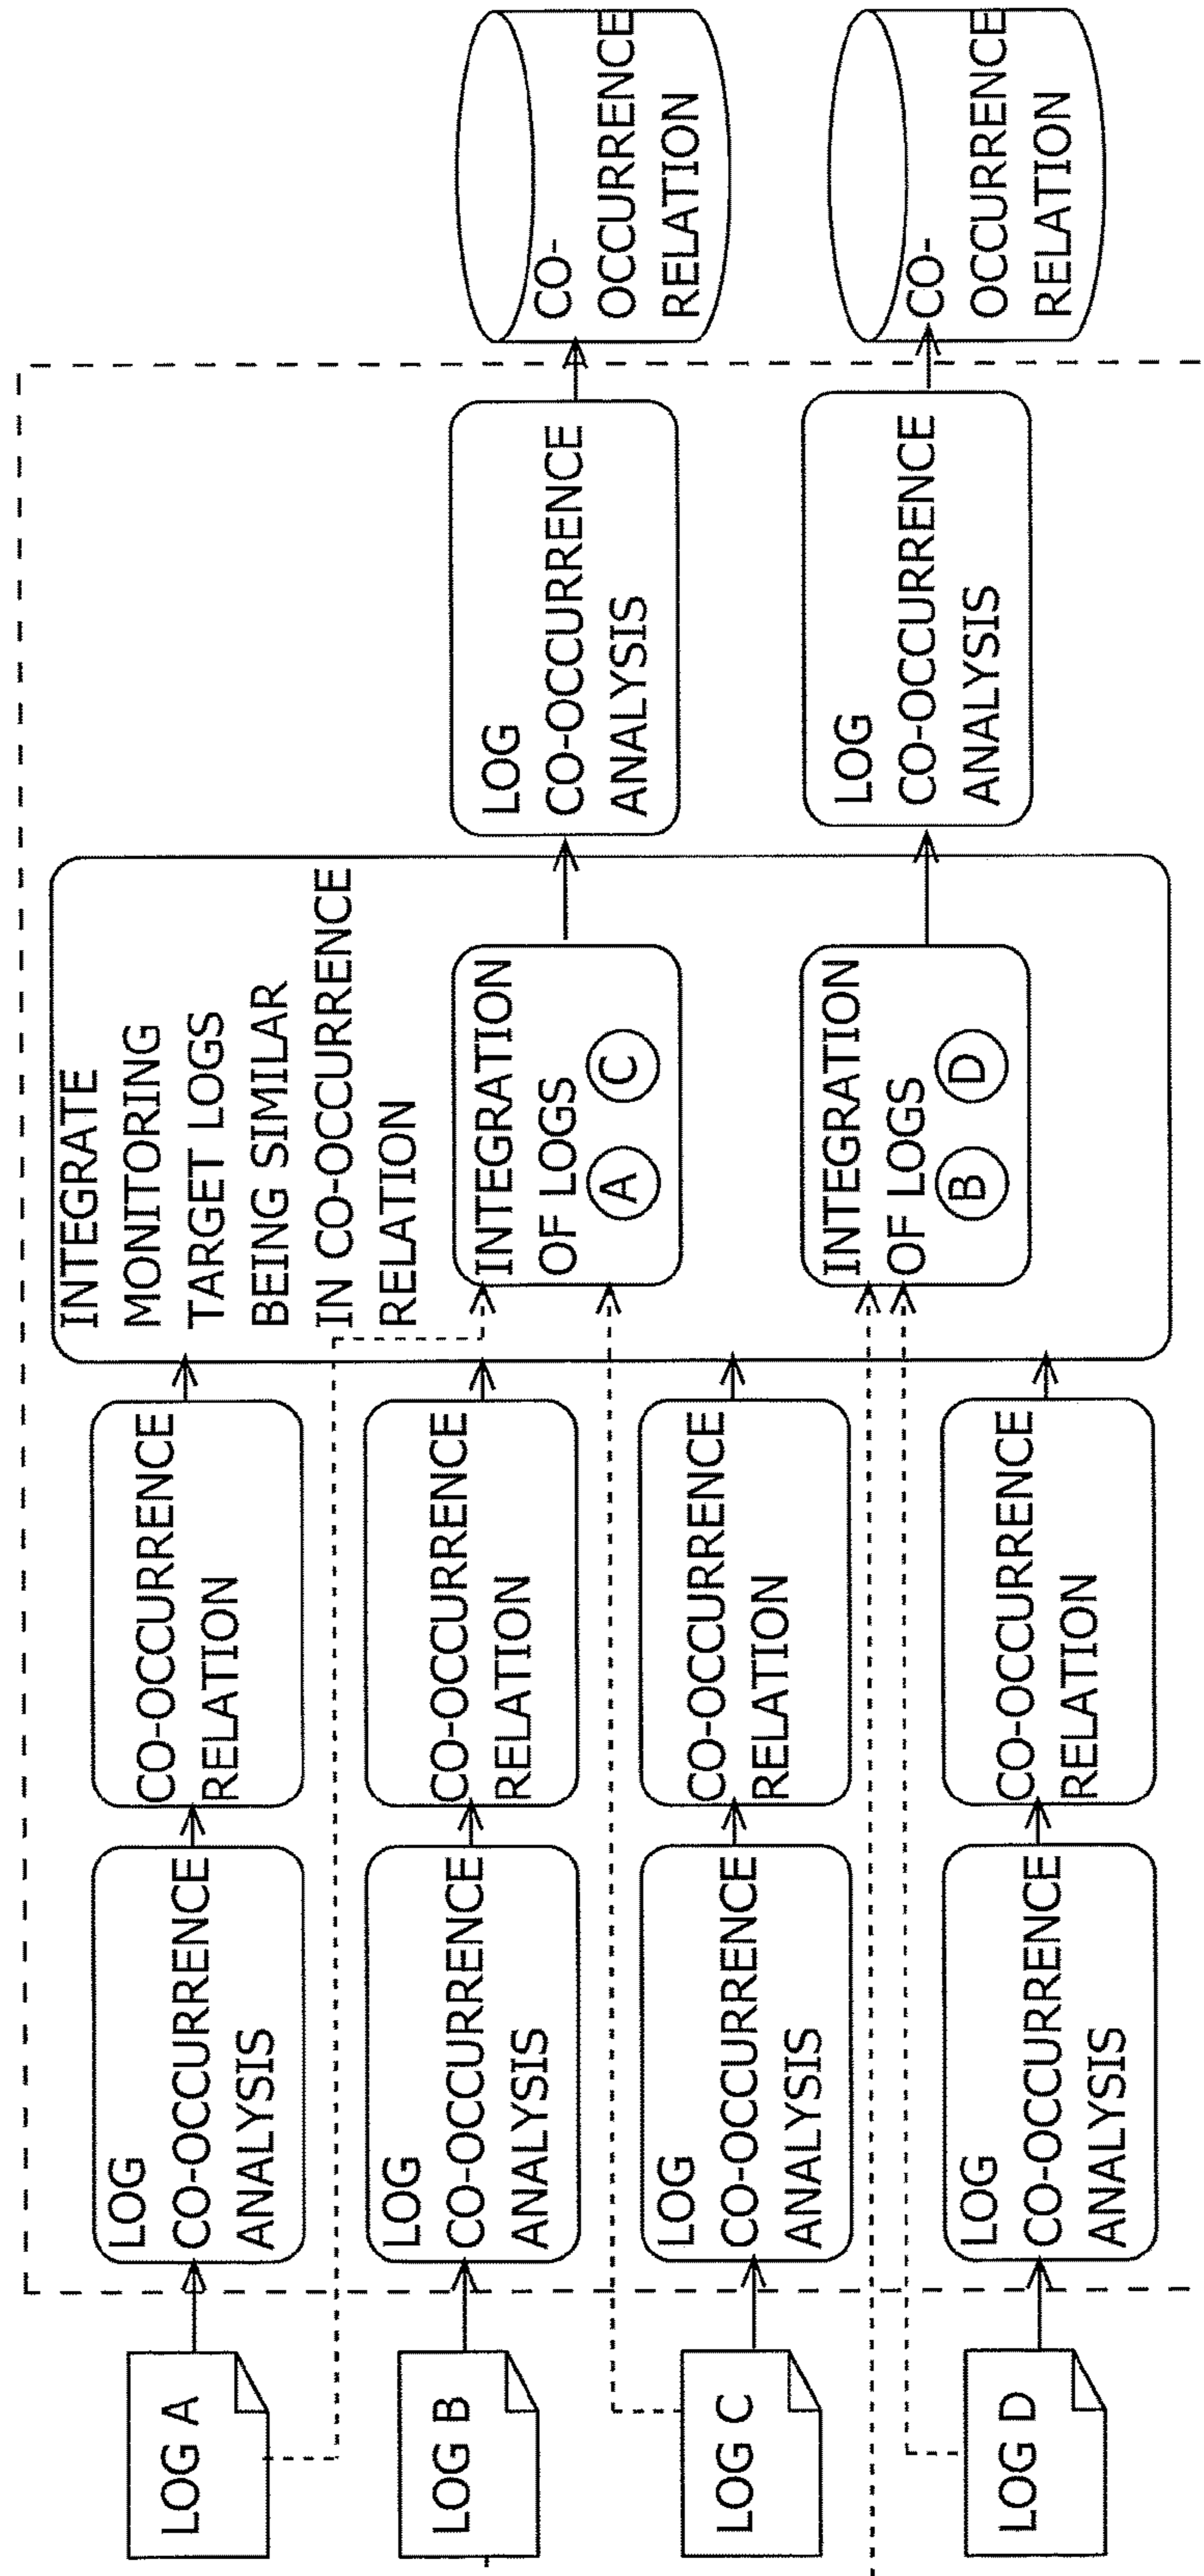 LOG A
LOG
CO-OCCURRENCE
ANALYSIS
CO-OCCURRENCE
RELATION
LOG B
LOG
CO-OCCURRENCE
ANALYSIS
CO-OCCURRENCE
RELATION
LOG C
LOG
CO-OCCURRENCE
ANALYSIS
CO-OCCURRENCE
RELATION
LOG D
LOG
CO-OCCURRENCE
ANALYSIS
CO-OCCURRENCE
RELATION
INTEGRATE
MONITORING
TARGET LOGS
BEING SIMILAR
IN CO-OCCURRENCE
RELATION
INTEGRATION
OF LOGS
A C
INTEGRATION
OF LOGS
B D
LOG
CO-OCCURRENCE
ANALYSIS
LOG
CO-OCCURRENCE
ANALYSIS
CO-
OCCURRENCE
RELATION
CO-
OCCURRENCE
RELATION